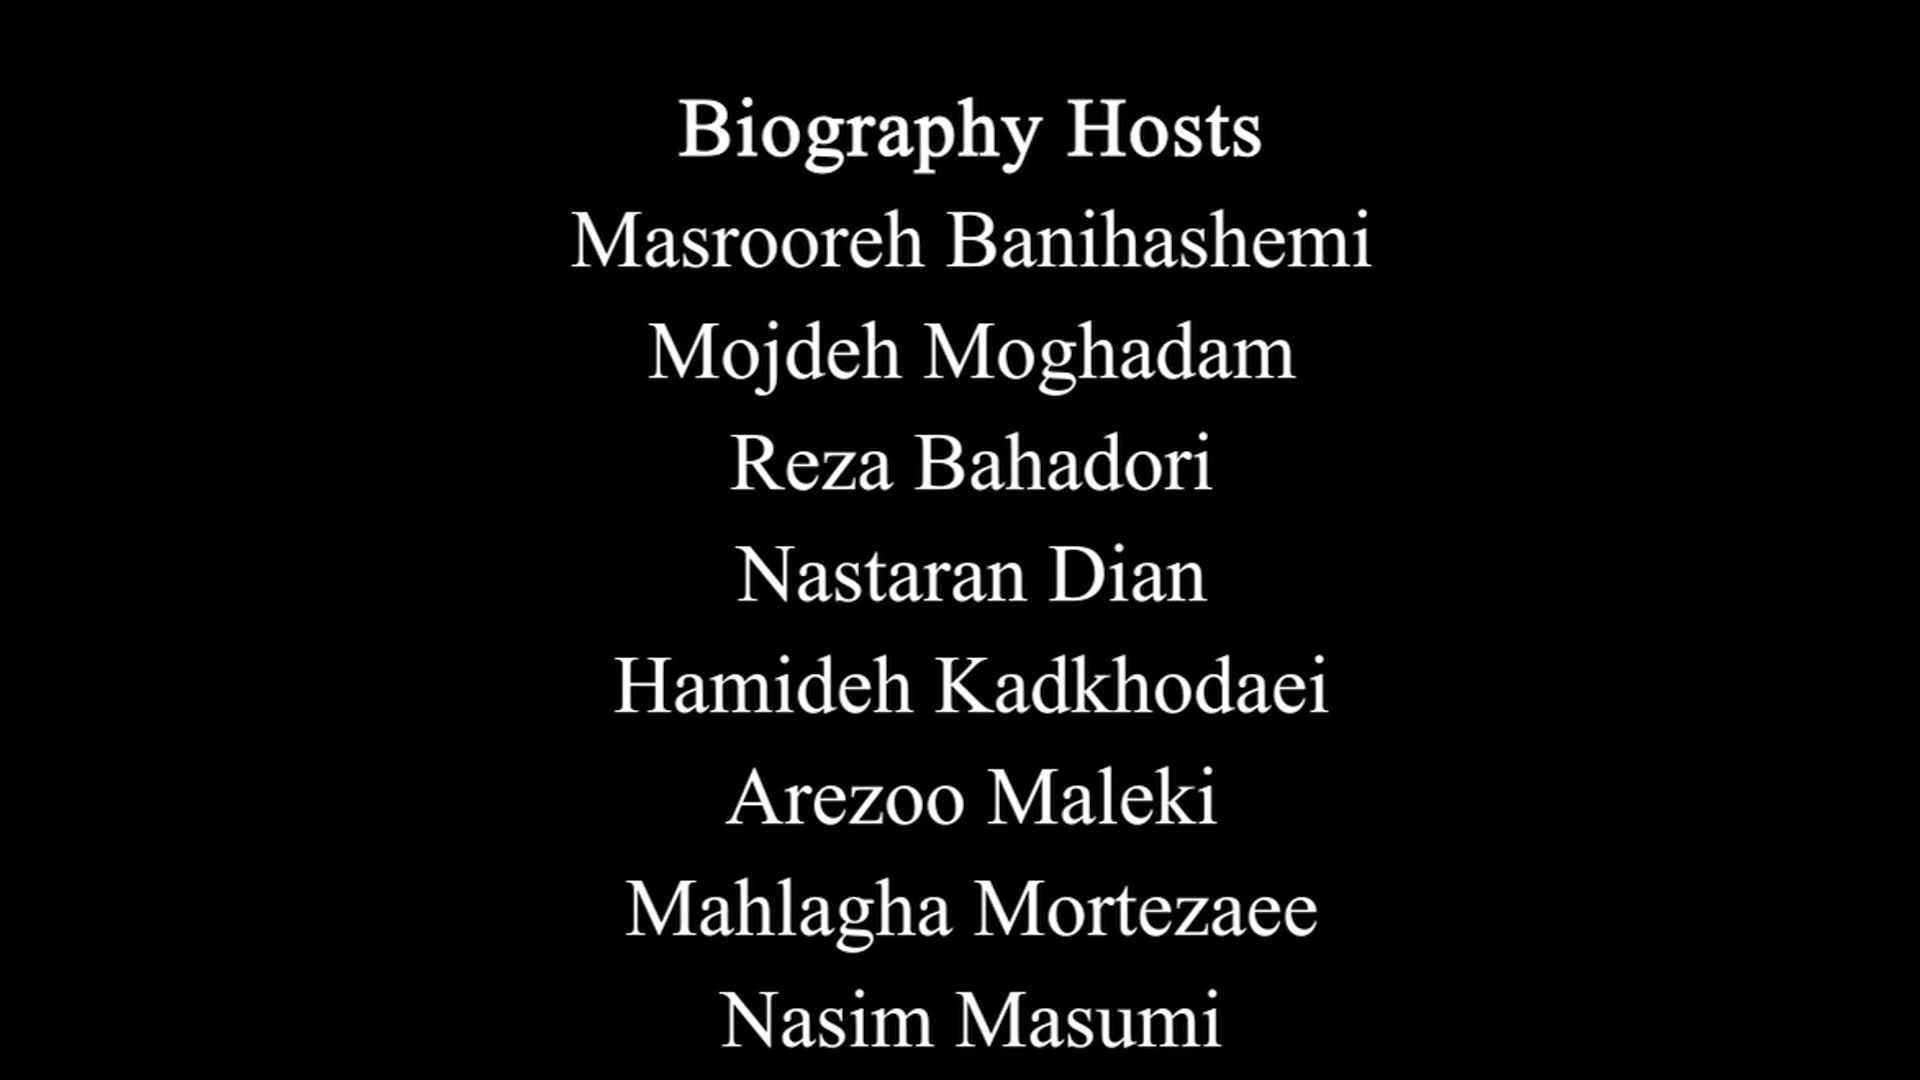 Biography Hosts
Masrooreh Banihashemi
Mojdeh Moghadam
Reza Bahadori
Nastaran Dian
Hamideh Kadkhodaei
Arezoo Maleki
Mahlagha Mortezaee
Nasim Masumi